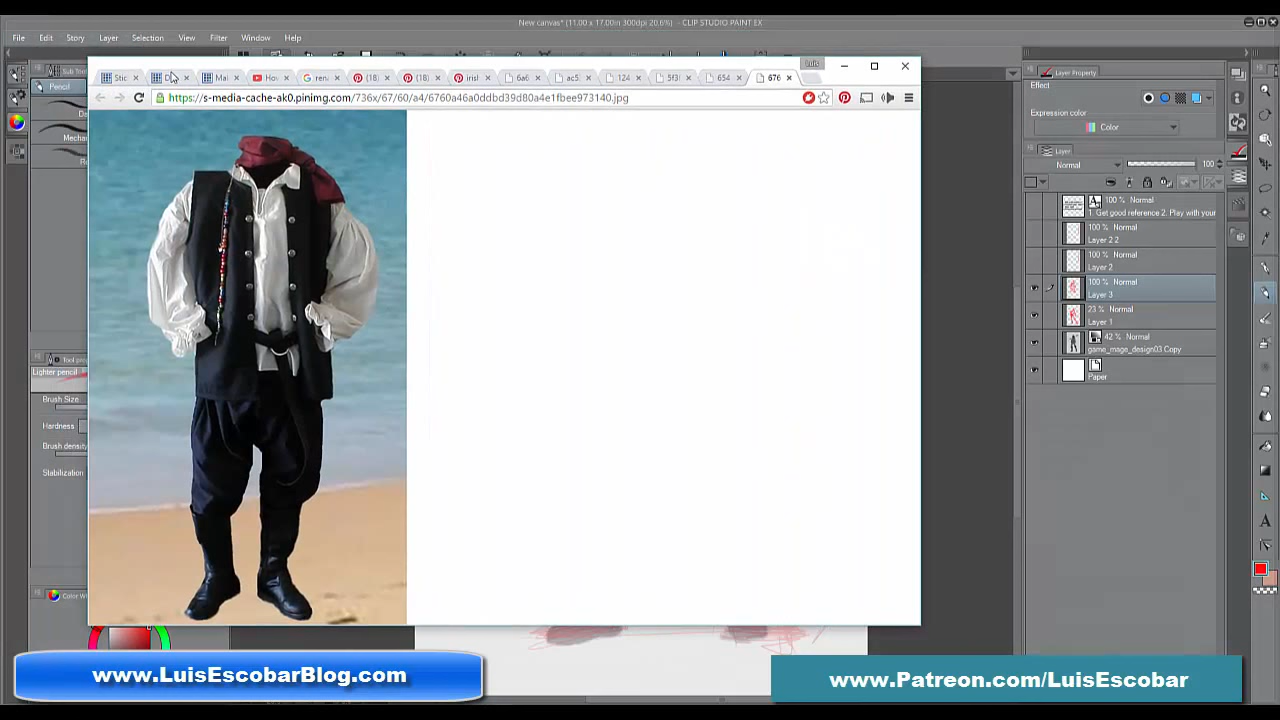 New canvas* (11.00 x 17.00in 300dpi 20.6%) - CLIP STUDIO PAINT EX
File Edit Story Layer Selection View Filter Window Help
Pencil
https://s-media-cache-ak0.pinimg.com/736x/67/60/a4/6760a46a0ddbd39d80a4e1fbee973140.jpg
Layer Property
Effect
Expression color
Color
Layer
Normal 100
100 % Normal
1. Get good reference 2. Play with your
100 % Normal
Layer 2 2
100 % Normal
Layer 2
100 % Normal
Layer 3
23 % Normal
Layer 1
42 % Normal
game_mage_design03 Copy
Paper
Tool prope
Lighter pencil
Brush Size
Hardness
Brush density
Stabilization
Color W
www.LuisEscobarBlog.com
www.Patreon.com/LuisEscobar